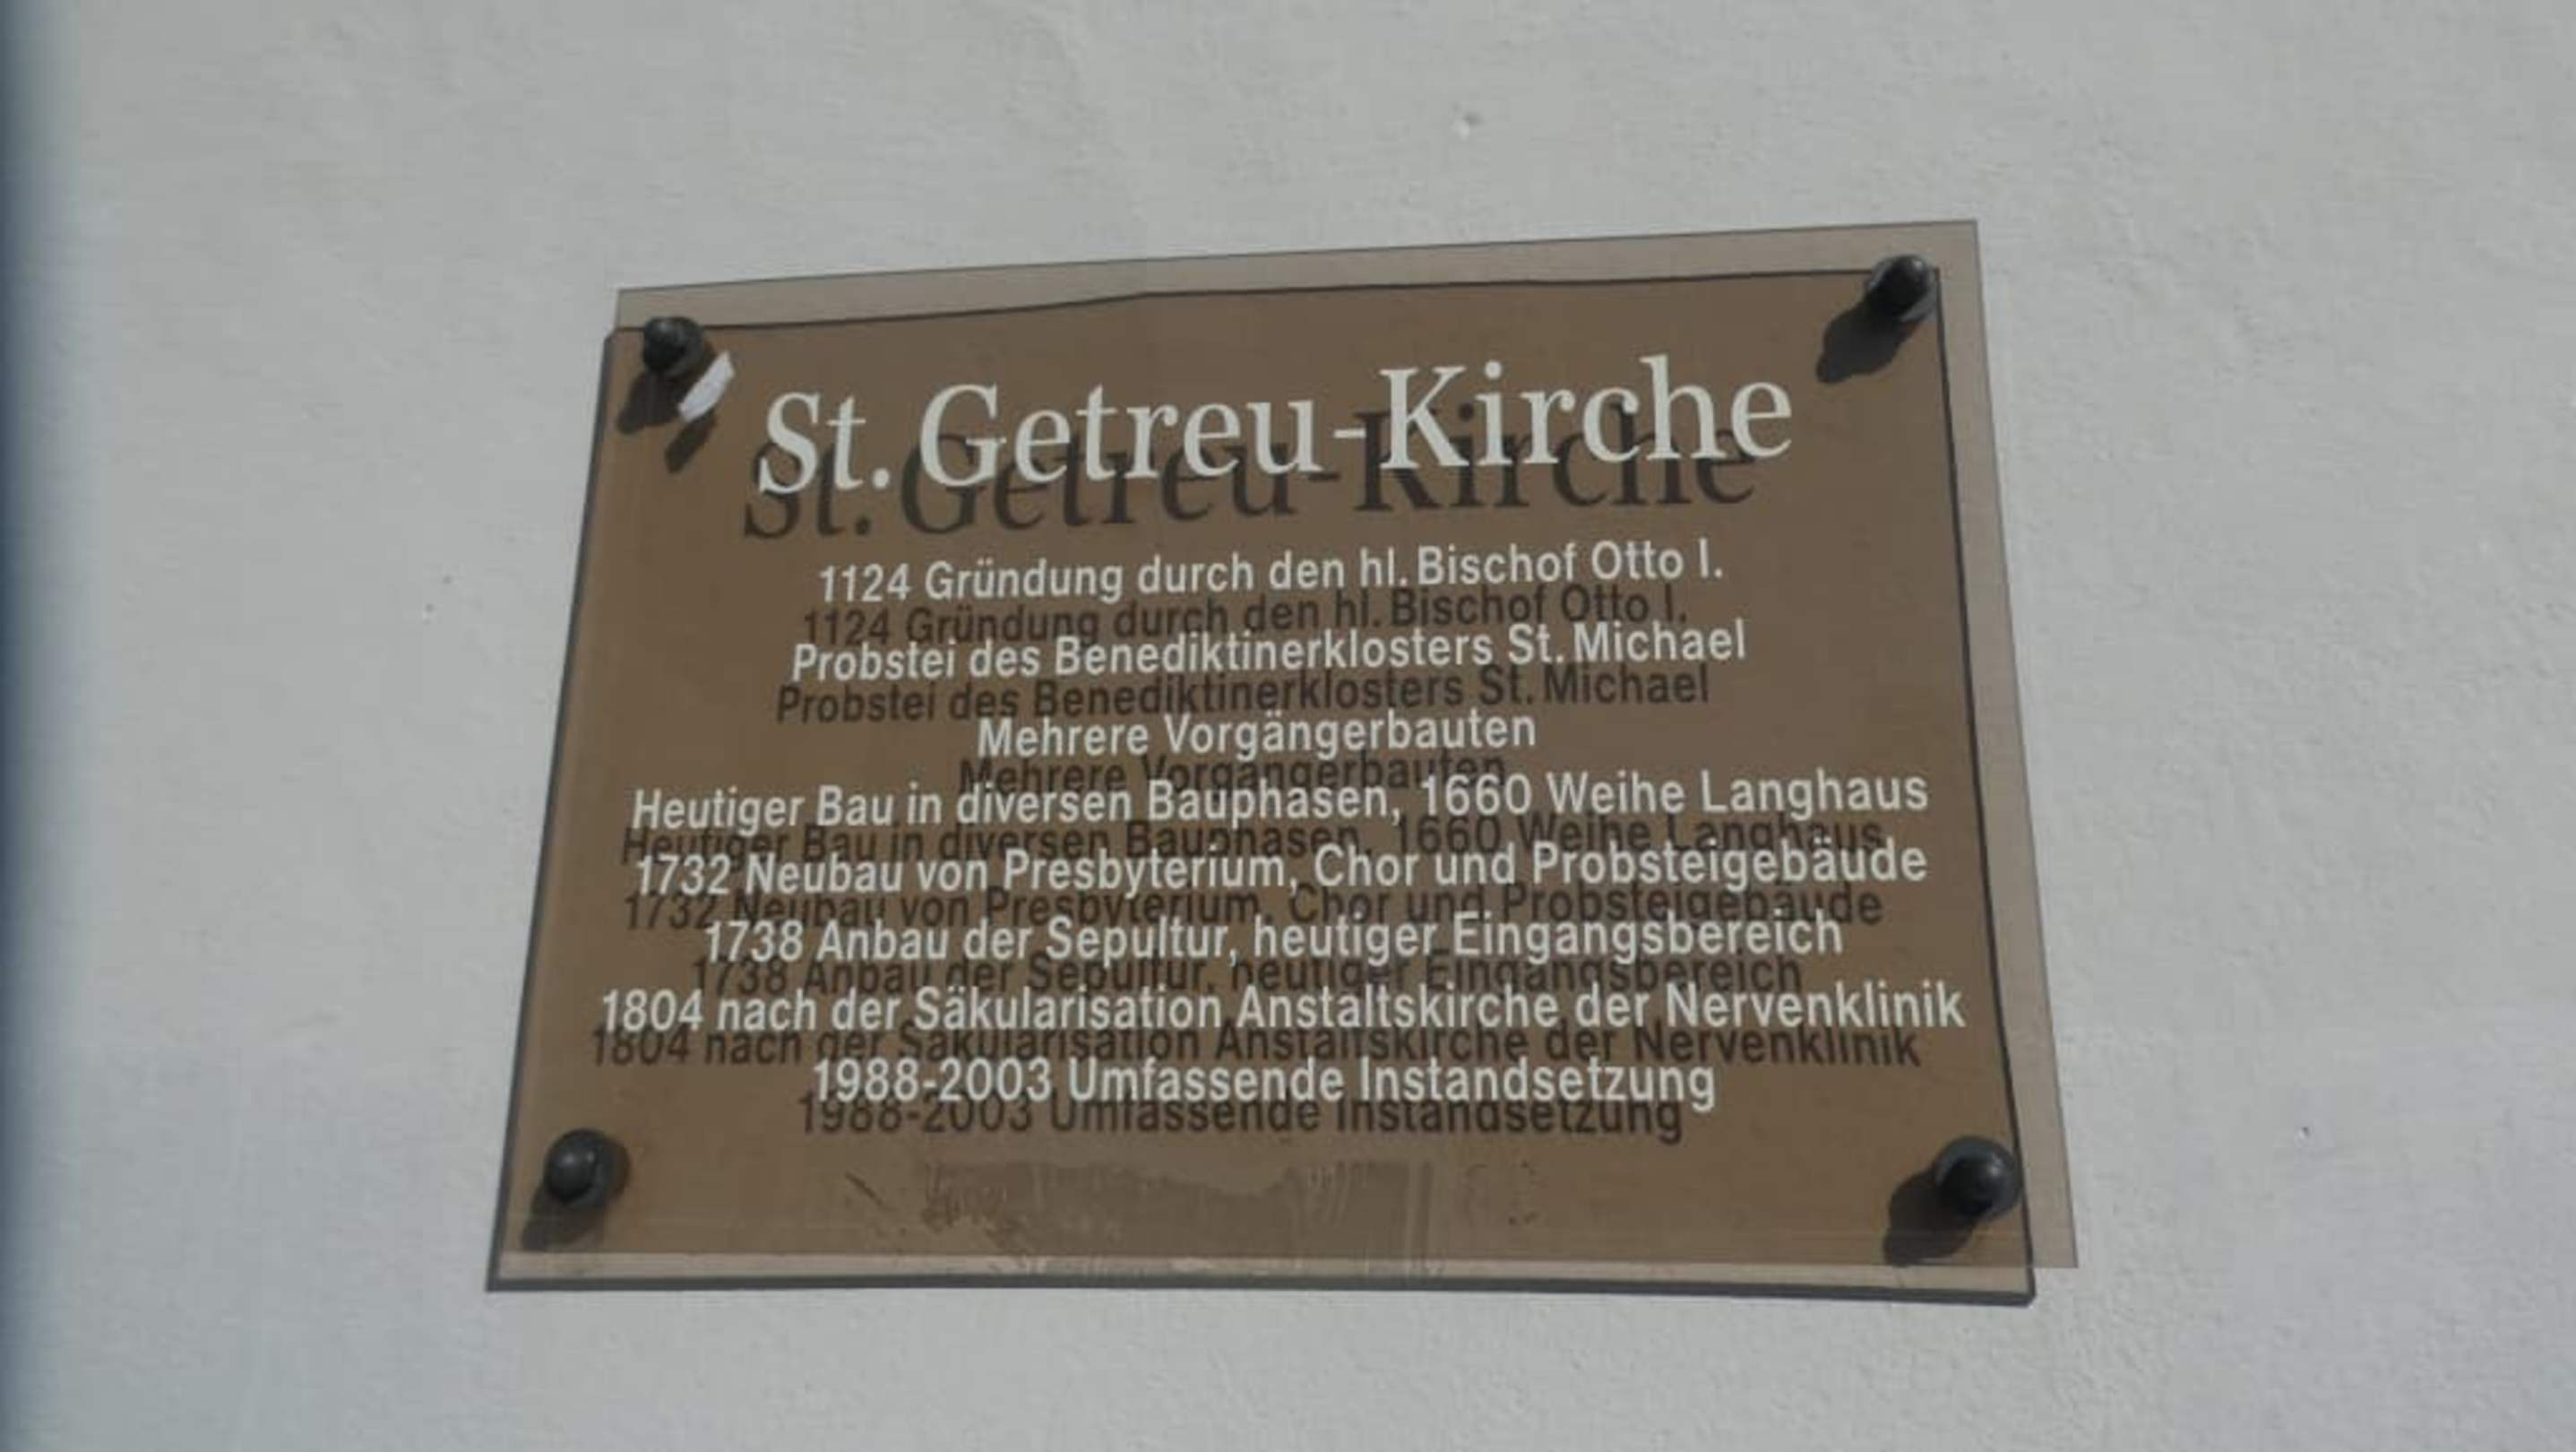 St. Getreu-Kirche
1124 Gründung durch den hl. Bischof Otto I.
Probstei des Benediktinerklosters St. Michael
Mehrere Vorgängerbauten
Heutiger Bau in diversen Bauphasen, 1660 Weihe Langhaus
1732 Neubau von Presbyterium, Chor und Probsteigebäude
1738 Anbau der Sepultur, heutiger Eingangsbereich
1804 nach der Säkularisation Anstaltskirche der Nervenklinik
1988-2003 Umfassende Instandsetzung